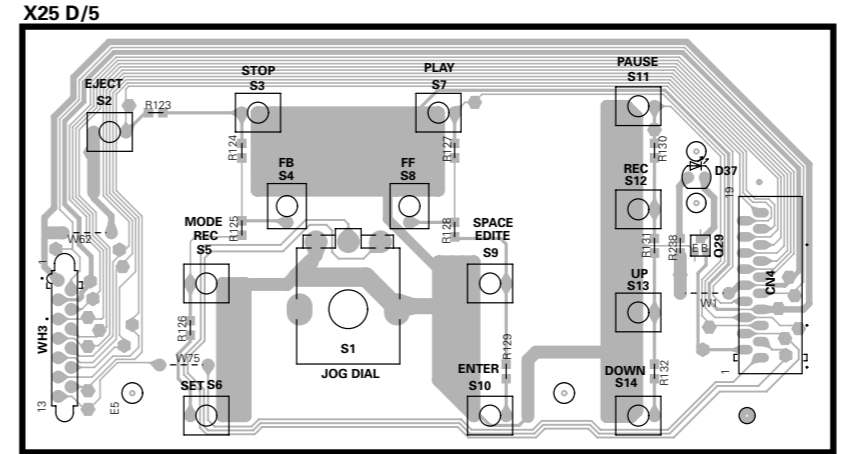 X25 D/5
EJECT
S2
R123
STOP
S3
PLAY
S7
PAUSE
S11
R124
R127
R130
FB
S4
FF
S8
REC
S12
D37
19
MODE
REC
S5
R125
R128
SPACE
EDITE
S9
R131
R238
E B
Q29
W62
1
WH3
13
R126
W75
S1
JOG DIAL
UP
S13
W1
CN4
1
R129
ENTER
S10
DOWN
S14
R132
SET S6
E5